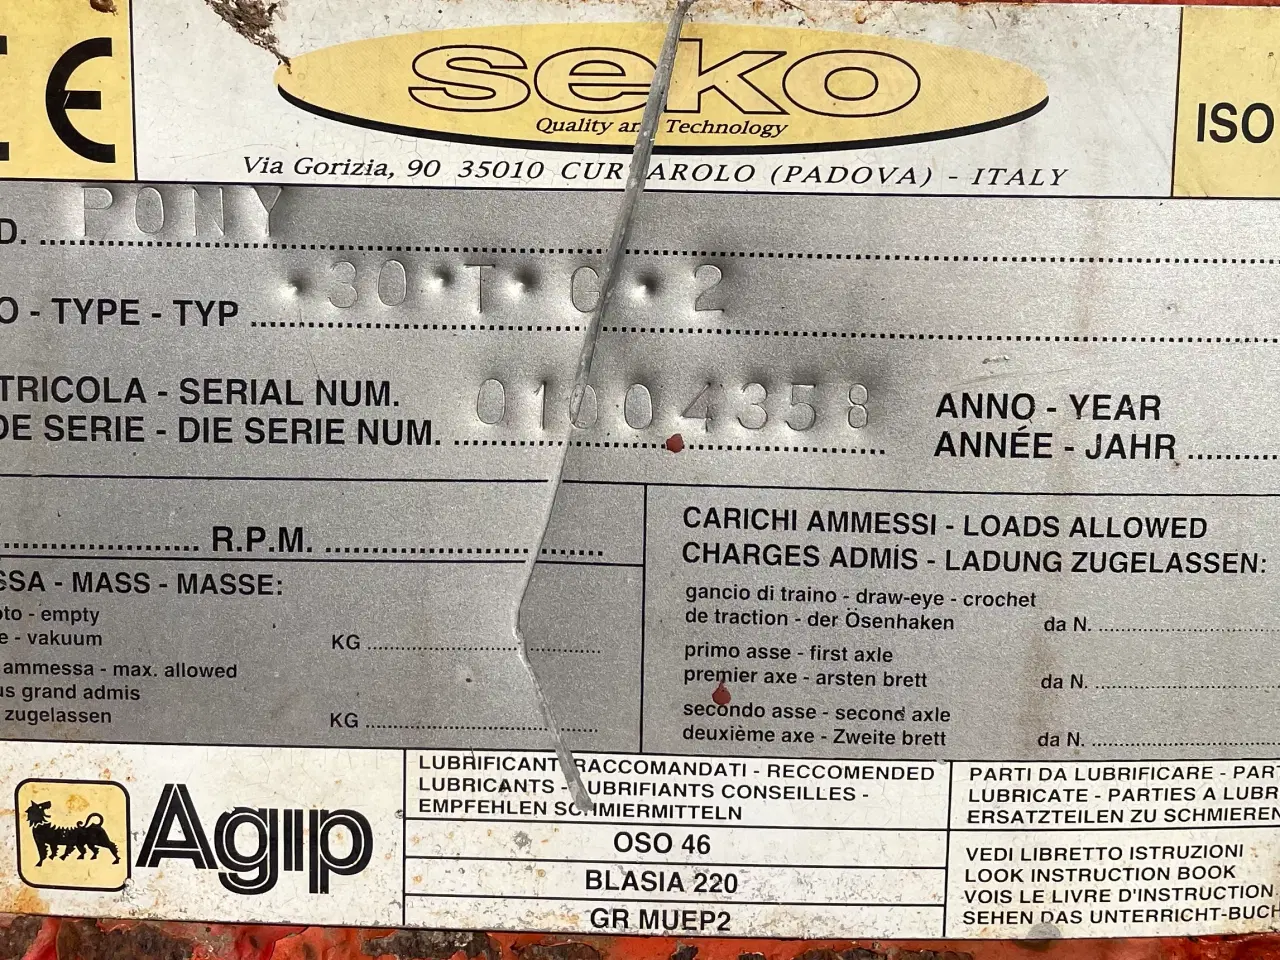 CE
seko
Quality and Technology
ISO
Via Gorizia, 90 35010 CURTAROLO (PADOVA) - ITALY
D. PONY
O - TYPE - TYP ·30·T·G·2
TRICOLA - SERIAL NUM.
DE SERIE - DIE SERIE NUM. 01004358
ANNO - YEAR
ANNÉE - JAHR
R.P.M.
SSA - MASS - MASSE:
oto - empty
e - vakuum KG
ammessa - max. allowed
us grand admis
zugelassen KG
CARICHI AMMESSI - LOADS ALLOWED
CHARGES ADMIS - LADUNG ZUGELASSEN:
gancio di traino - draw-eye - crochet
de traction - der Ösenhaken da N.
primo asse - first axle
premier axe - arsten brett da N.
secondo asse - second axle
deuxième axe - Zweite brett da N.
Agip
LUBRIFICANTI RACCOMANDATI - RECCOMENDED
LUBRICANTS - LUBRIFIANTS CONSEILLES -
EMPFEHLEN SCHMIERMITTELN
OSO 46
BLASIA 220
GR MUEP2
PARTI DA LUBRIFICARE - PART
LUBRICATE - PARTIES A LUBR
ERSATZTEILEN ZU SCHMIEREN
VEDI LIBRETTO ISTRUZIONI
LOOK INSTRUCTION BOOK
VOIS LE LIVRE D'INSTRUCTION
SEHEN DAS UNTERRICHT-BUCH